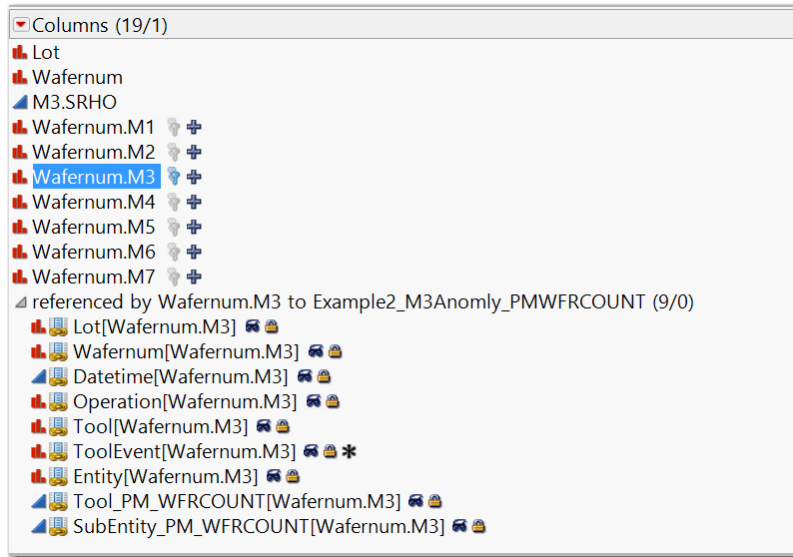 Columns (19/1)
Lot
Wafernum
M3.SRHO
Wafernum.M1
Wafernum.M2
Wafernum.M3
Wafernum.M4
Wafernum.M5
Wafernum.M6
Wafernum.M7
referenced by Wafernum.M3 to Example2_M3Anomly_PMWFRCOUNT (9/0)
Lot[Wafernum.M3]
Wafernum[Wafernum.M3]
Datetime[Wafernum.M3]
Operation[Wafernum.M3]
Tool[Wafernum.M3]
ToolEvent[Wafernum.M3]
Entity[Wafernum.M3]
Tool_PM_WFRCOUNT[Wafernum.M3]
SubEntity_PM_WFRCOUNT[Wafernum.M3]